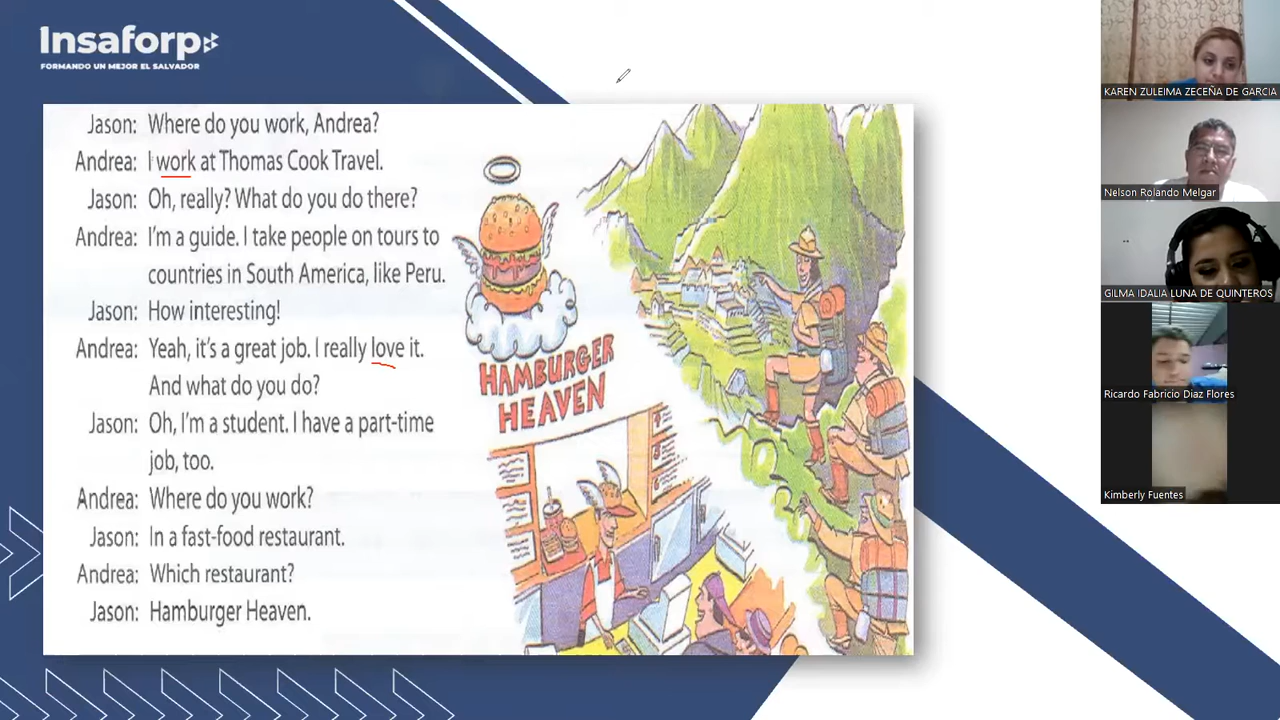 Insaforp
FORMANDO UN MEJOR EL SALVADOR
Jason: Where do you work, Andrea?
Andrea: I work at Thomas Cook Travel.
Jason: Oh, really? What do you do there?
Andrea: I'm a guide. I take people on tours to
countries in South America, like Peru.
Jason: How interesting!
Andrea: Yeah, it's a great job. I really love it.
And what do you do?
Jason: Oh, I'm a student. I have a part-time
job, too.
Andrea: Where do you work?
Jason: In a fast-food restaurant.
Andrea: Which restaurant?
Jason: Hamburger Heaven.
HAMBURGER
HEAVEN
KAREN ZULEIMA ZECEÑA DE GARCIA
Nelson Rolando Melgar
GILMA IDALIA LUNA DE QUINTEROS
Ricardo Fabricio Diaz Flores
Kimberly Fuentes